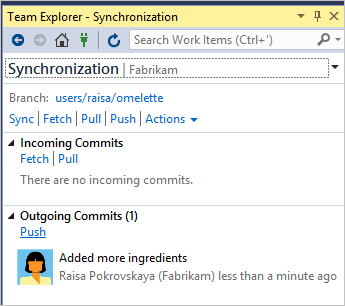 Team Explorer - Synchronization
Search Work Items (Ctrl+')
Synchronization | Fabrikam
Branch: users/raisa/omelette
Sync | Fetch | Pull | Push | Actions
Incoming Commits
Fetch | Pull
There are no incoming commits.
Outgoing Commits (1)
Push
Added more ingredients
Raisa Pokrovskaya (Fabrikam) less than a minute ago